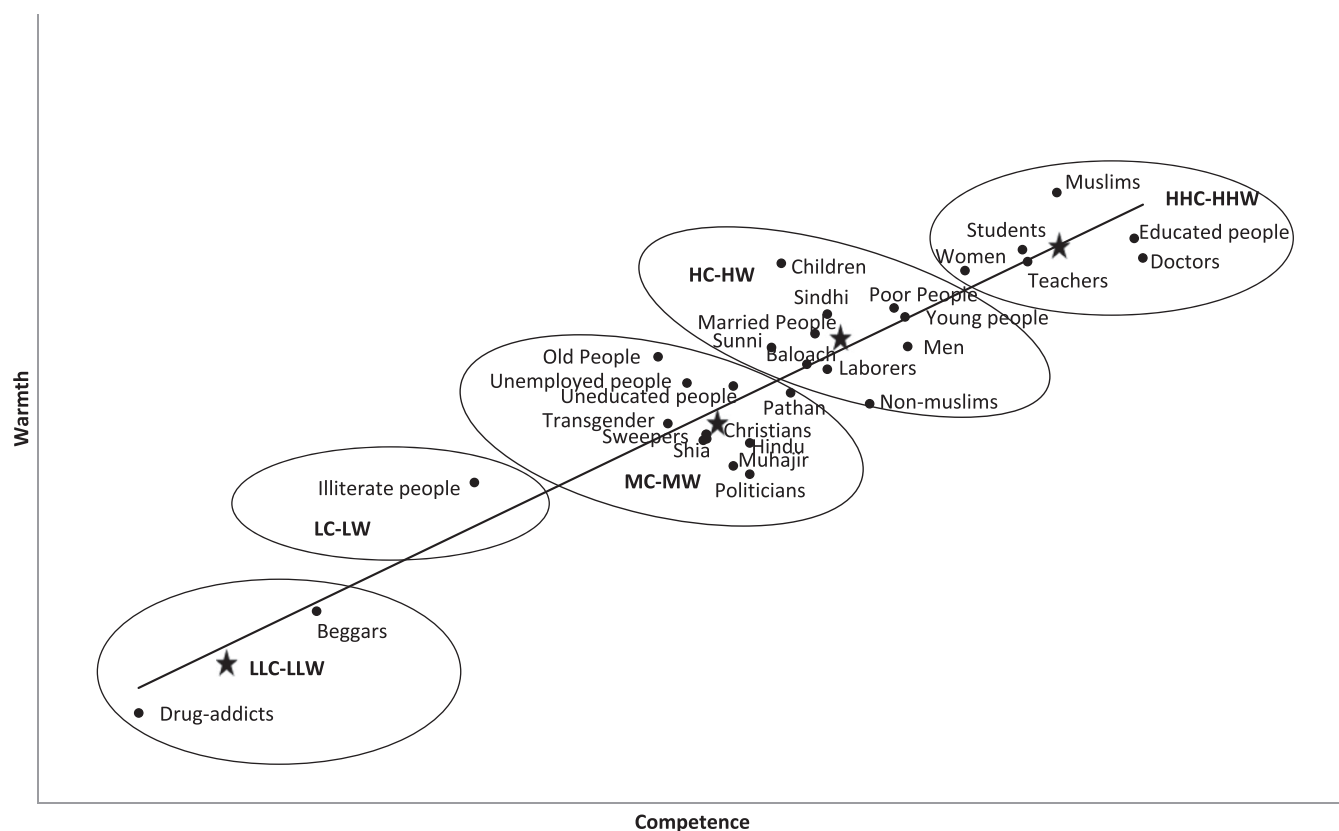 Muslims
HHC-HHW
Students
Educated people
Women
Doctors
Teachers
HC-HW
Children
Sindhi
Poor People
Married People
Young people
Sunni
Men
Baloach
Laborers
Old People
Unemployed people
Uneducated people
Non-muslims
Pathan
Transgender
Christians
Sweepers
Hindu
Shia
Muhajir
MC-MW
Politicians
Illiterate people
LC-LW
Beggars
LLC-LLW
Drug-addicts
Warmth
Competence